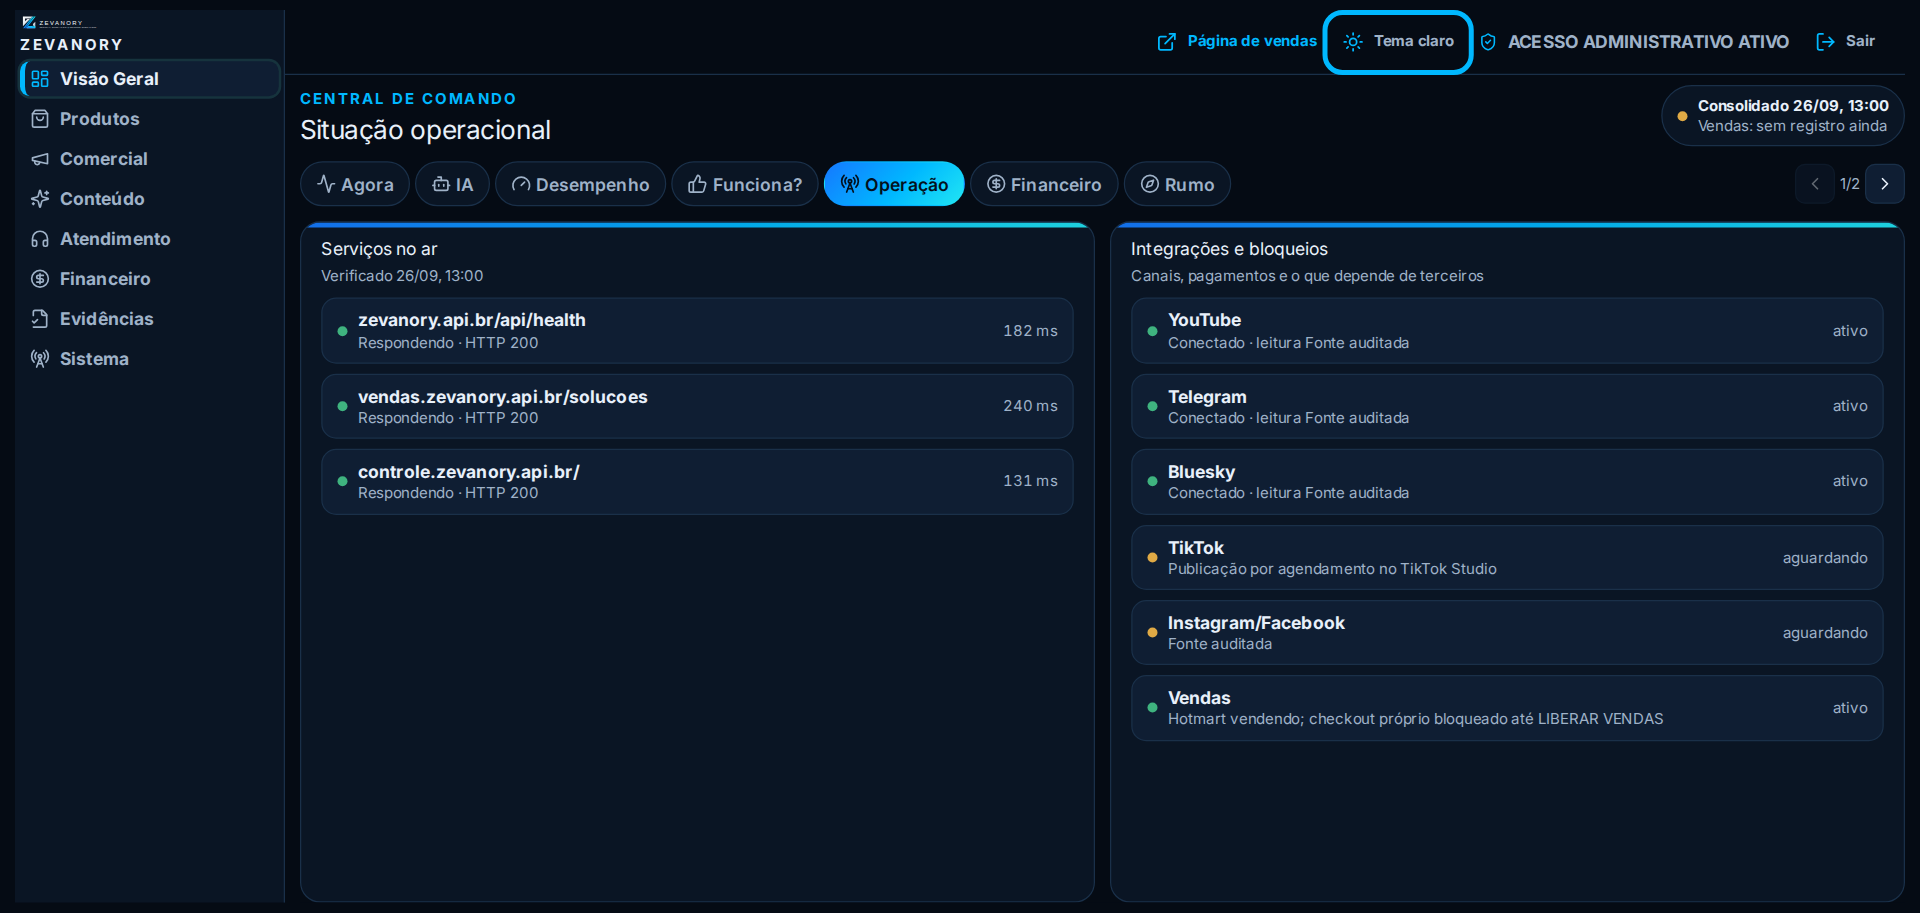 ZEVANORY
ZEVANORY
Visão Geral
Produtos
Comercial
Conteúdo
Atendimento
Financeiro
Evidências
Sistema
Página de vendas
Tema claro
ACESSO ADMINISTRATIVO ATIVO
Sair
CENTRAL DE COMANDO
Situação operacional
Consolidado 26/09, 13:00
Vendas: sem registro ainda
Agora
IA
Desempenho
Funciona?
Operação
Financeiro
Rumo
1/2
Serviços no ar
Verificado 26/09, 13:00
zevanory.api.br/api/health
Respondendo · HTTP 200
182 ms
vendas.zevanory.api.br/solucoes
Respondendo · HTTP 200
240 ms
controle.zevanory.api.br/
Respondendo · HTTP 200
131 ms
Integrações e bloqueios
Canais, pagamentos e o que depende de terceiros
YouTube
Conectado · leitura Fonte auditada
ativo
Telegram
Conectado · leitura Fonte auditada
ativo
Bluesky
Conectado · leitura Fonte auditada
ativo
TikTok
Publicação por agendamento no TikTok Studio
aguardando
Instagram/Facebook
Fonte auditada
aguardando
Vendas
Hotmart vendendo; checkout próprio bloqueado até LIBERAR VENDAS
ativo